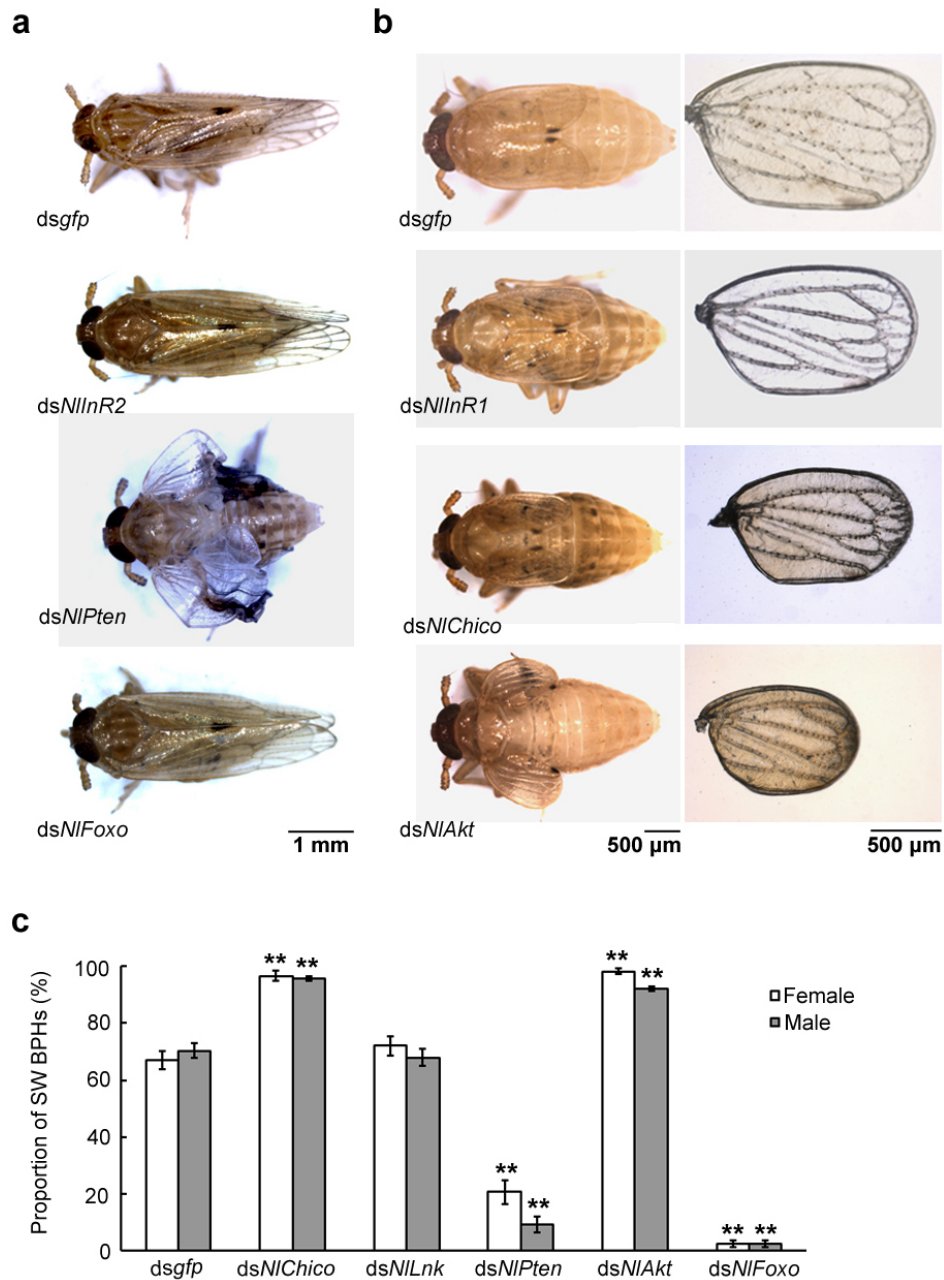 a
b
dsgfp
dsNlInR2
dsNlPten
dsNlFoxo
1 mm
dsgfp
dsNlInR1
dsNlChico
dsNlAkt
500 μm
500 μm
c
Proportion of SW BPHs (%)
100
80
60
40
20
0
** **
** **
** **
** **
Female
Male
dsgfp dsNlChico dsNlLnk dsNlPten dsNlAkt dsNlFoxo